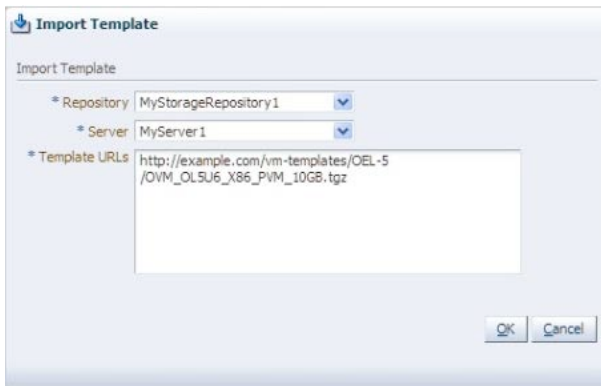 Import Template
Import Template
* Repository MyStorageRepository1
* Server MyServer1
* Template URLs http://example.com/vm-templates/OEL-5
/OVM_OL5U6_X86_PVM_10GB.tgz
OK Cancel